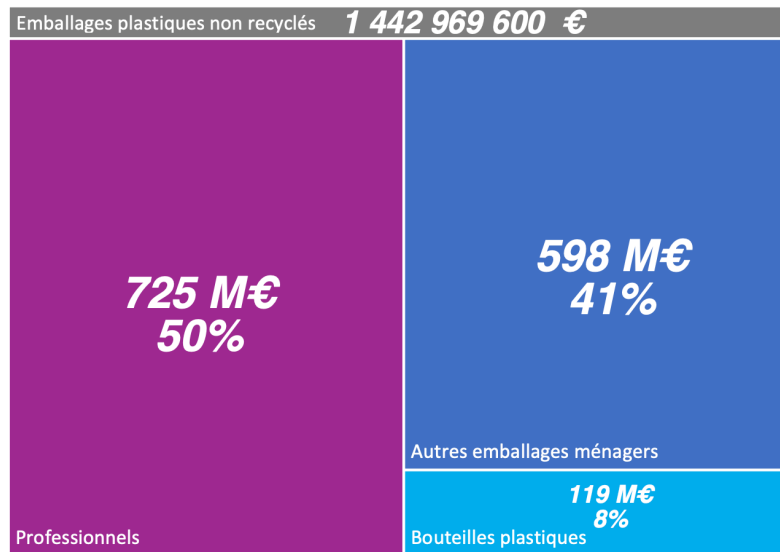 Emballages plastiques non recyclés 1 442 969 600 €
725 M€
50%
Professionnels
598 M€
41%
Autres emballages ménagers
119 M€
8%
Bouteilles plastiques